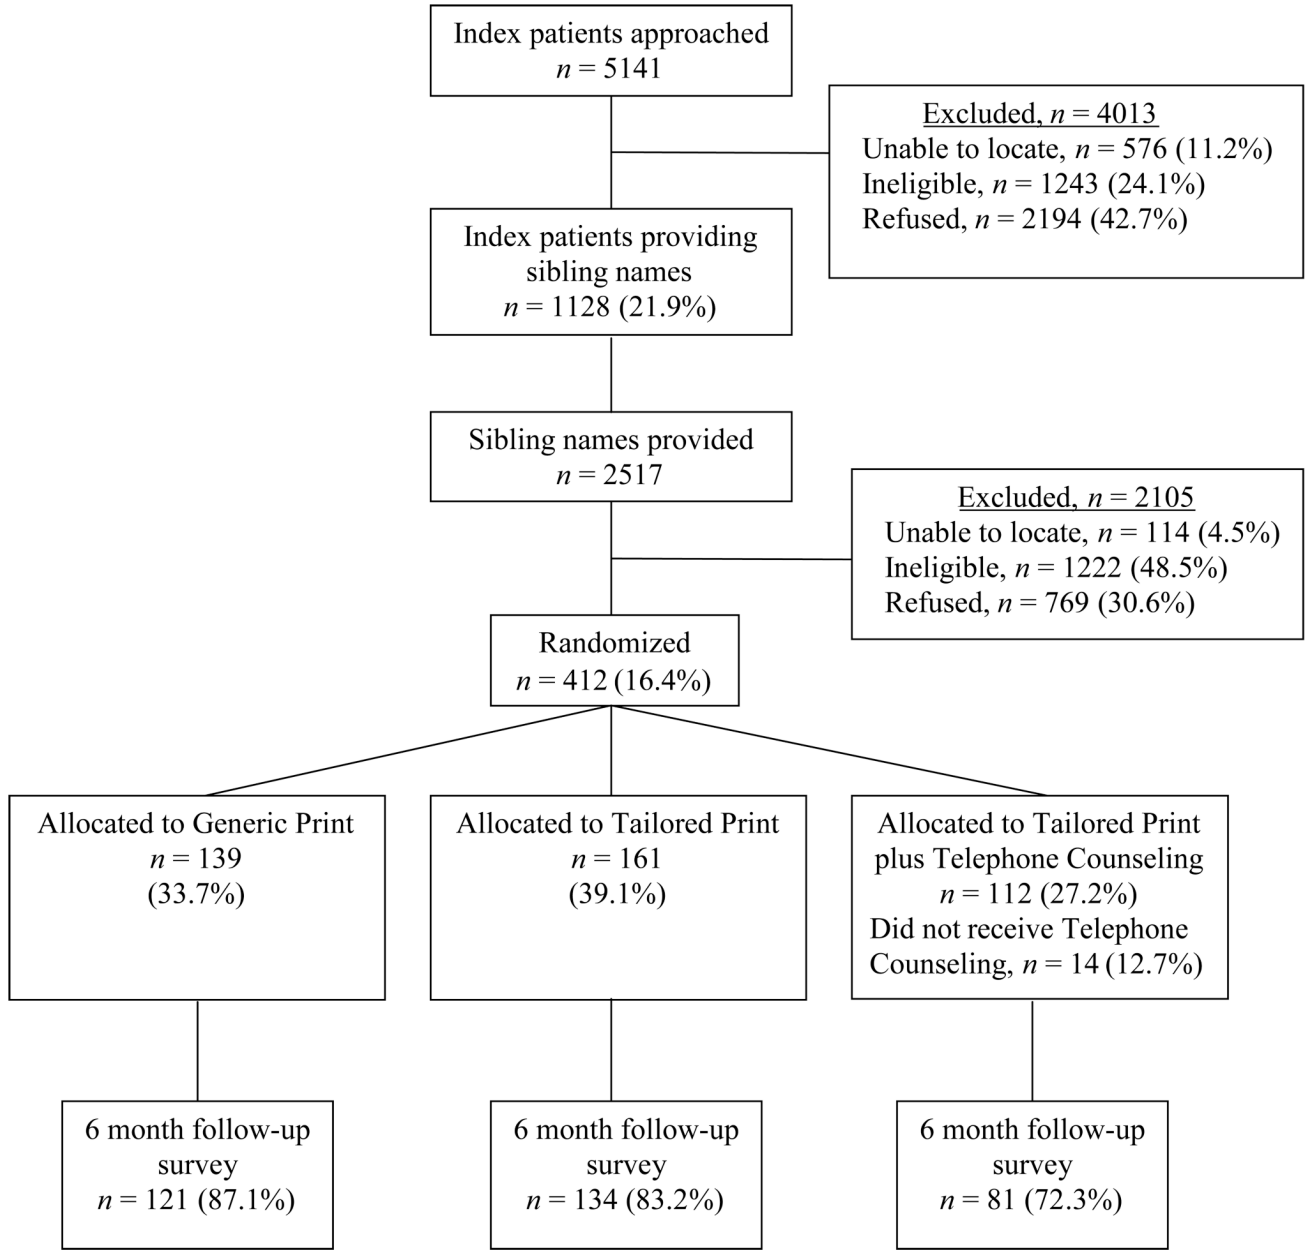 Index patients approached
n = 5141
Excluded, n = 4013
Unable to locate, n = 576 (11.2%)
Ineligible, n = 1243 (24.1%)
Refused, n = 2194 (42.7%)
Index patients providing
sibling names
n = 1128 (21.9%)
Sibling names provided
n = 2517
Excluded, n = 2105
Unable to locate, n = 114 (4.5%)
Ineligible, n = 1222 (48.5%)
Refused, n = 769 (30.6%)
Randomized
n = 412 (16.4%)
Allocated to Generic Print
n = 139
(33.7%)
Allocated to Tailored Print
n = 161
(39.1%)
Allocated to Tailored Print
plus Telephone Counseling
n = 112 (27.2%)
Did not receive Telephone
Counseling, n = 14 (12.7%)
6 month follow-up
survey
n = 121 (87.1%)
6 month follow-up
survey
n = 134 (83.2%)
6 month follow-up
survey
n = 81 (72.3%)